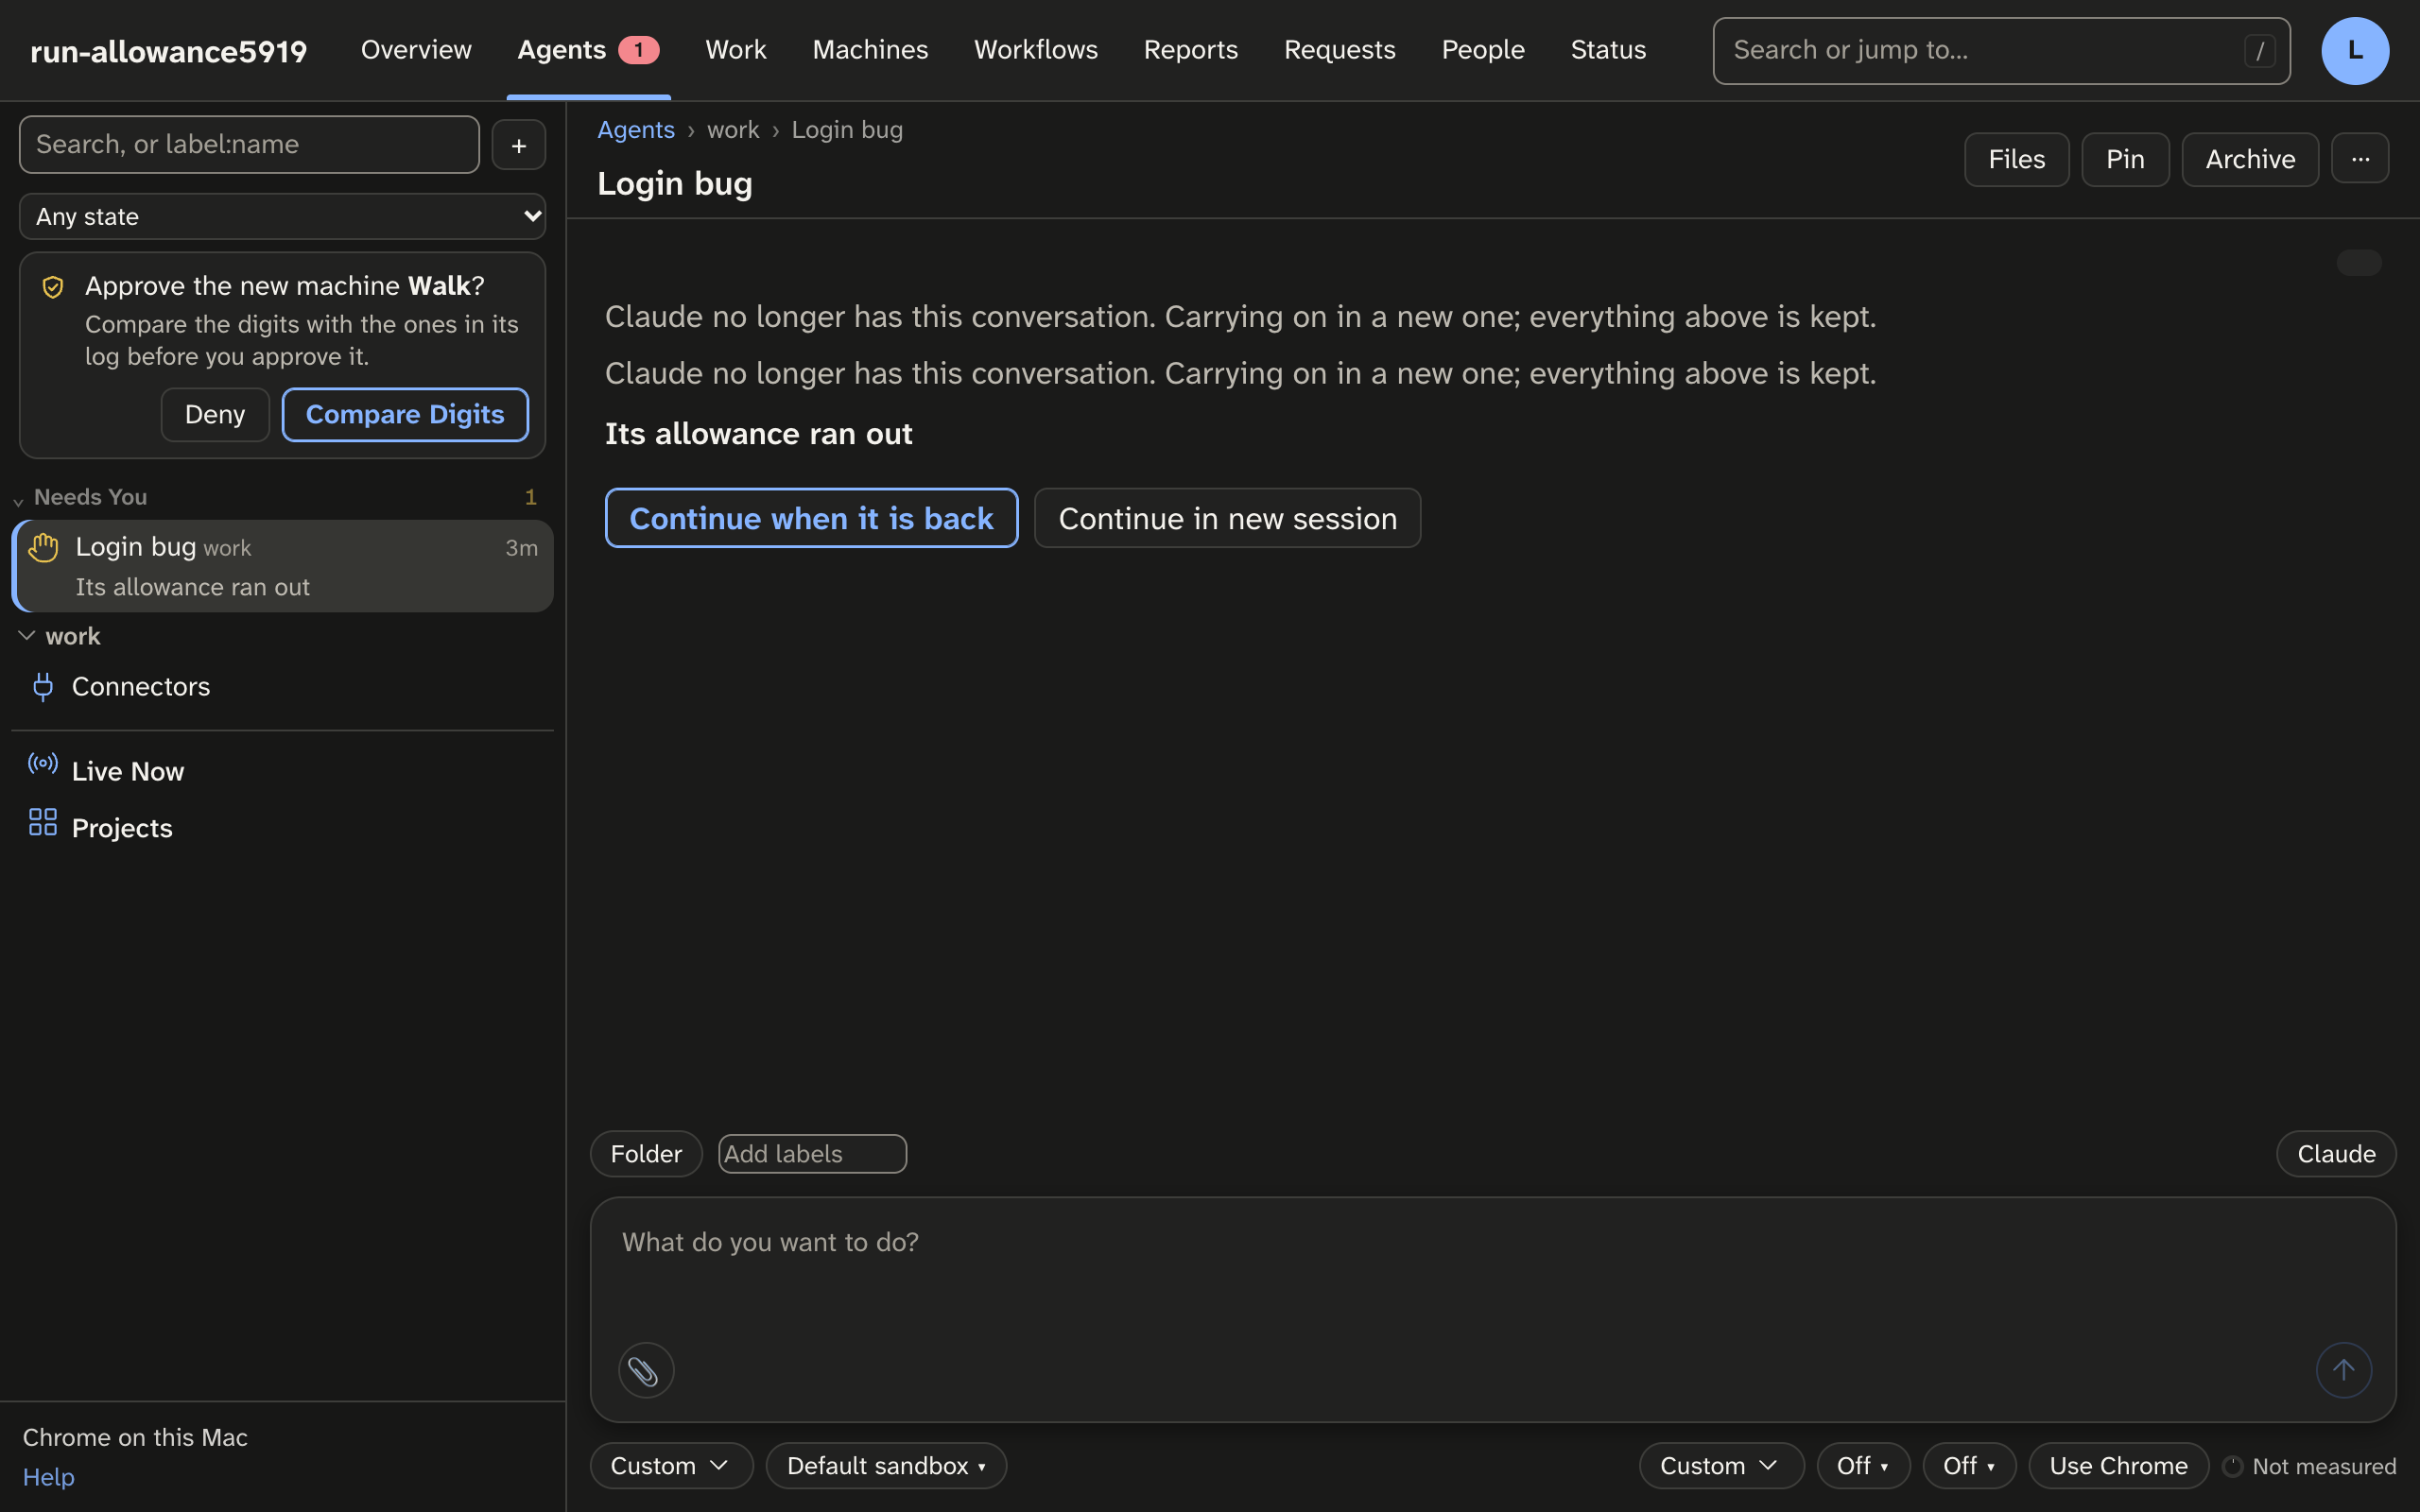 run-allowance5919
Overview
Agents 1
Work
Machines
Workflows
Reports
Requests
People
Status
Search or jump to...
/
L
Search, or label:name
+
Any state
Approve the new machine Walk?
Compare the digits with the ones in its
log before you approve it.
Deny
Compare Digits
Needs You 1
Login bug work 3m
Its allowance ran out
work
Connectors
Live Now
Projects
Chrome on this Mac
Help
Agents › work › Login bug
Login bug
Files
Pin
Archive
...
Claude no longer has this conversation. Carrying on in a new one; everything above is kept.
Claude no longer has this conversation. Carrying on in a new one; everything above is kept.
Its allowance ran out
Continue when it is back
Continue in new session
Folder
Add labels
Claude
What do you want to do?
Custom
Default sandbox
Custom
Off
Off
Use Chrome
Not measured